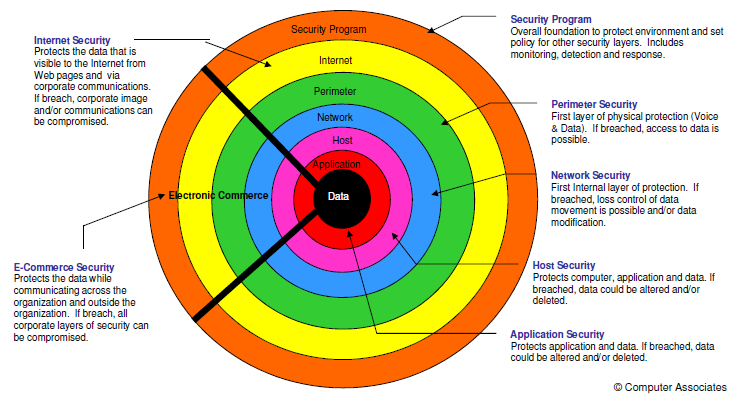 Security Program
Internet
Perimeter
Network
Host
Application
Data
Electronic Commerce
Internet Security
Protects the data that is
visible to the Internet from
Web pages and via
corporate communications.
If breach, corporate image
and/or communications can
be compromised.
E-Commerce Security
Protects the data while
communicating across the
organization and outside the
organization. If breach, all
corporate layers of security can
be compromised.
Security Program
Overall foundation to protect environment and set
policy for other security layers. Includes
monitoring, detection and response.
Perimeter Security
First layer of physical protection (Voice
& Data). If breached, access to data is
possible.
Network Security
First Internal layer of protection. If
breached, loss control of data
movement is possible and/or data
modification.
Host Security
Protects computer, application and data. If
breached, data could be altered and/or
deleted.
Application Security
Protects application and data. If breached, data
could be altered and/or deleted.
© Computer Associates